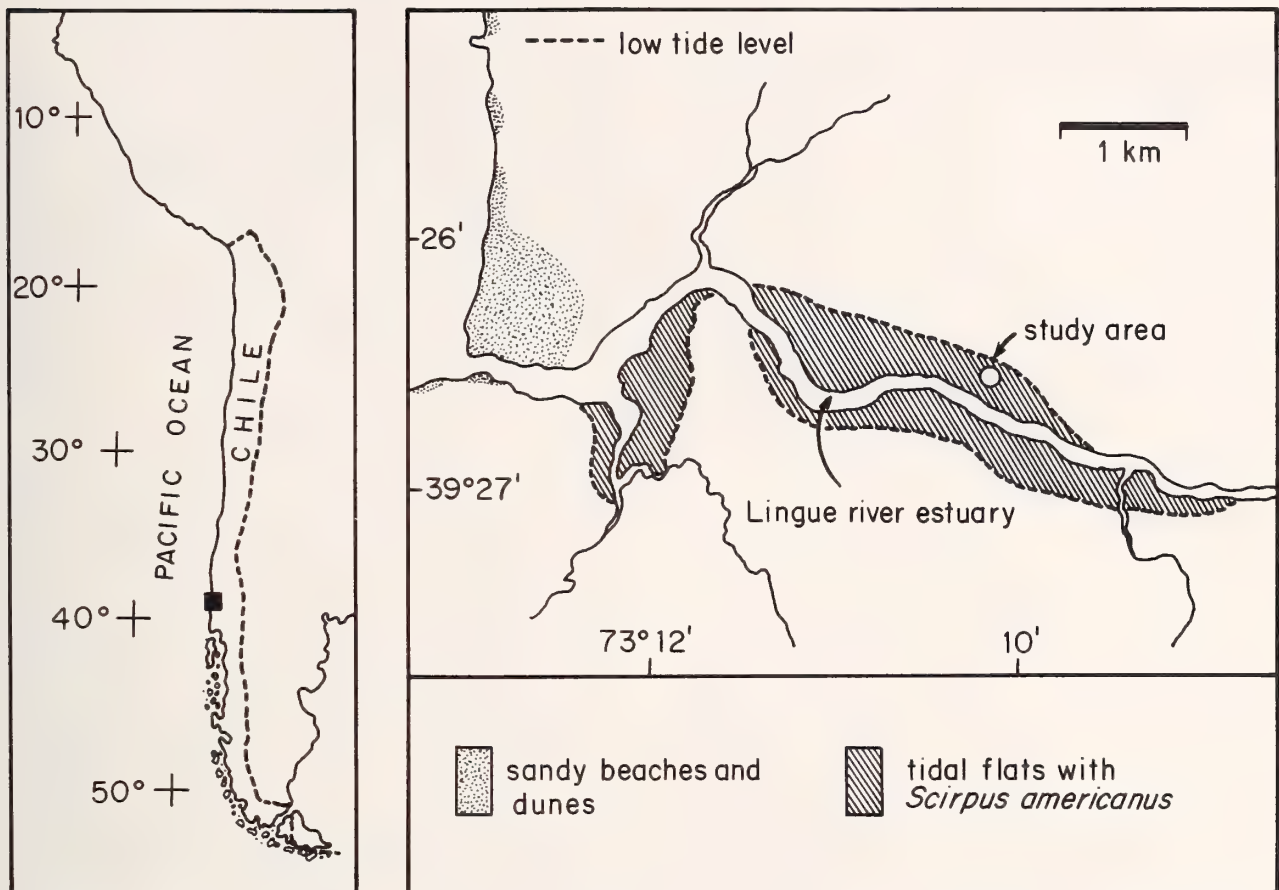 10°
20°
30°
40°
50°
PACIFIC OCEAN
CHILE
low tide level
1 km
26'
study area
39°27'
Lingue river estuary
73°12'
10'
sandy beaches and
dunes
tidal flats with
Scirpus americanus